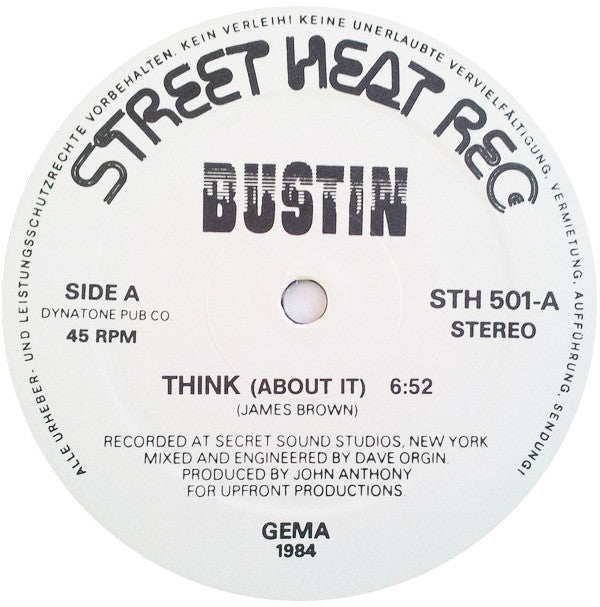 ALLE URHEBER- UND LEISTUNGSSCHUTZRECHTE VORBEHALTEN, KEIN VERLEIH! KEINE UNERLAUBTE VERVIELFÄLTIGUNG, VERMIETUNG, AUFFÜHRUNG, SENDUNG!
STREET HEAT REC
BUSTIN
SIDE A
DYNATONE PUB CO.
45 RPM
STH 501-A
STEREO
THINK (ABOUT IT) 6:52
(JAMES BROWN)
RECORDED AT SECRET SOUND STUDIOS, NEW YORK
MIXED AND ENGINEERED BY DAVE ORGIN.
PRODUCED BY JOHN ANTHONY
FOR UPFRONT PRODUCTIONS.
GEMA
1984